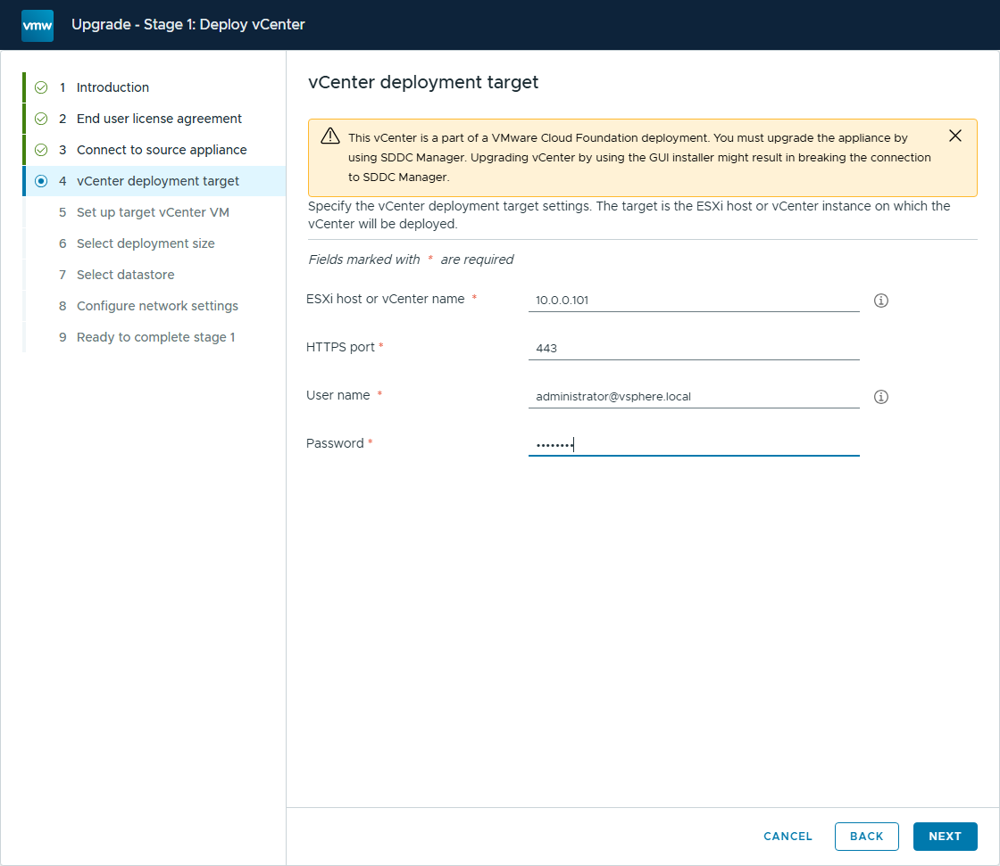 vmw Upgrade - Stage 1: Deploy vCenter
1 Introduction
2 End user license agreement
3 Connect to source appliance
4 vCenter deployment target
5 Set up target vCenter VM
6 Select deployment size
7 Select datastore
8 Configure network settings
9 Ready to complete stage 1
vCenter deployment target
This vCenter is a part of a VMware Cloud Foundation deployment. You must upgrade the appliance by
using SDDC Manager. Upgrading vCenter by using the GUI installer might result in breaking the connection
to SDDC Manager.
Specify the vCenter deployment target settings. The target is the ESXi host or vCenter instance on which the
vCenter will be deployed.
Fields marked with * are required
ESXi host or vCenter name * 10.0.0.101
HTTPS port * 443
User name * administrator@vsphere.local
Password * ••••••••
CANCEL BACK NEXT